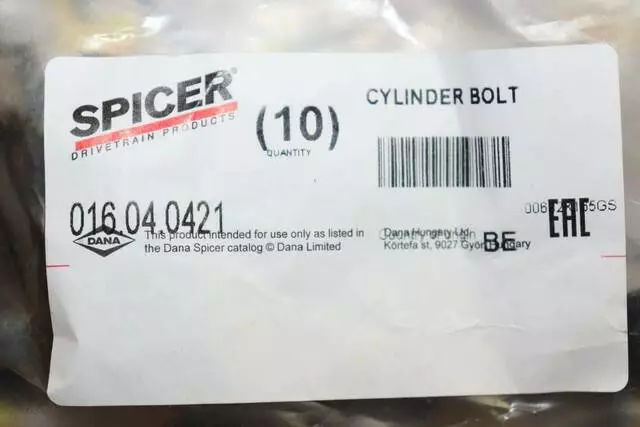 SPICER®
DRIVETRAIN PRODUCTS
(10)
QUANTITY
CYLINDER BOLT
016.04.0421
DANA
This product intended for use only as listed in
the Dana Spicer catalog © Dana Limited
Dana Hungary Ltd.
Körtefa st, 9027 Győr, Hungary
BE
EAC